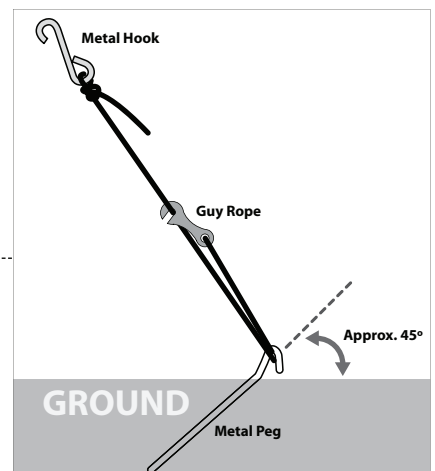 Metal Hook
Guy Rope
Approx. 45º
GROUND
Metal Peg